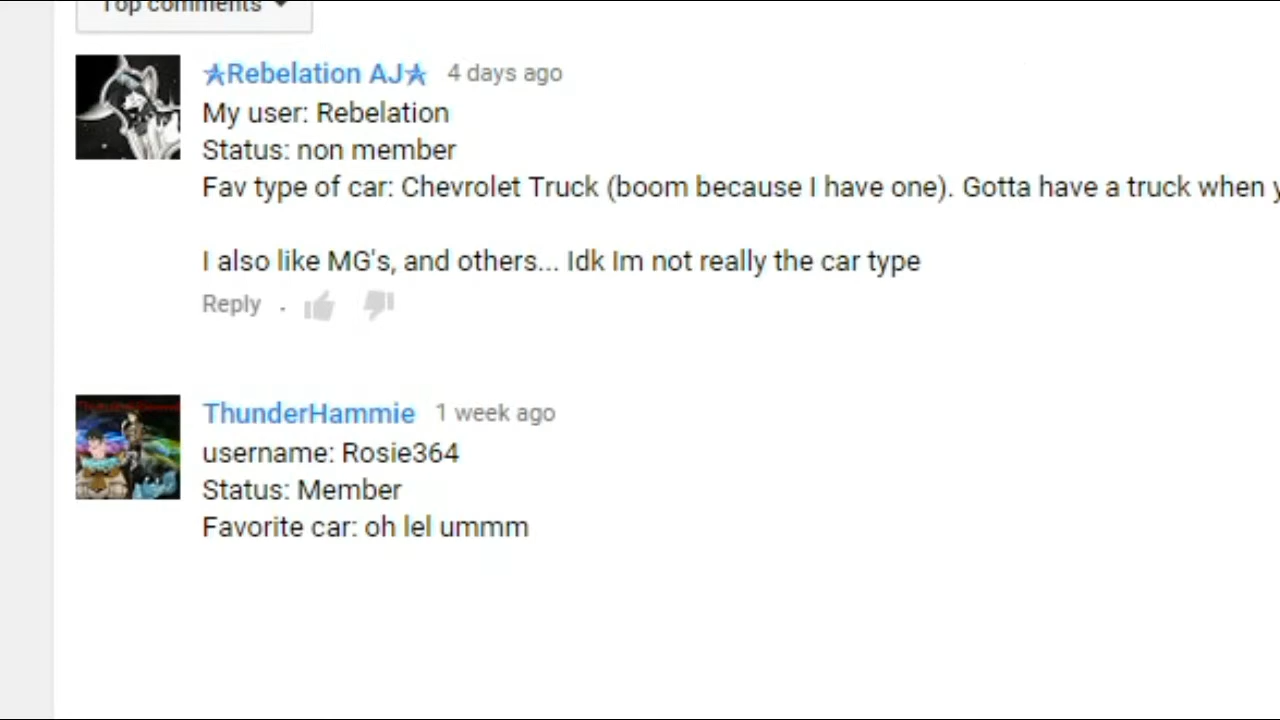 Top comments
★Rebelation AJ★ 4 days ago
My user: Rebelation
Status: non member
Fav type of car: Chevrolet Truck (boom because I have one). Gotta have a truck when
I also like MG's, and others... Idk Im not really the car type
Reply .
ThunderHammie 1 week ago
username: Rosie364
Status: Member
Favorite car: oh lel ummm